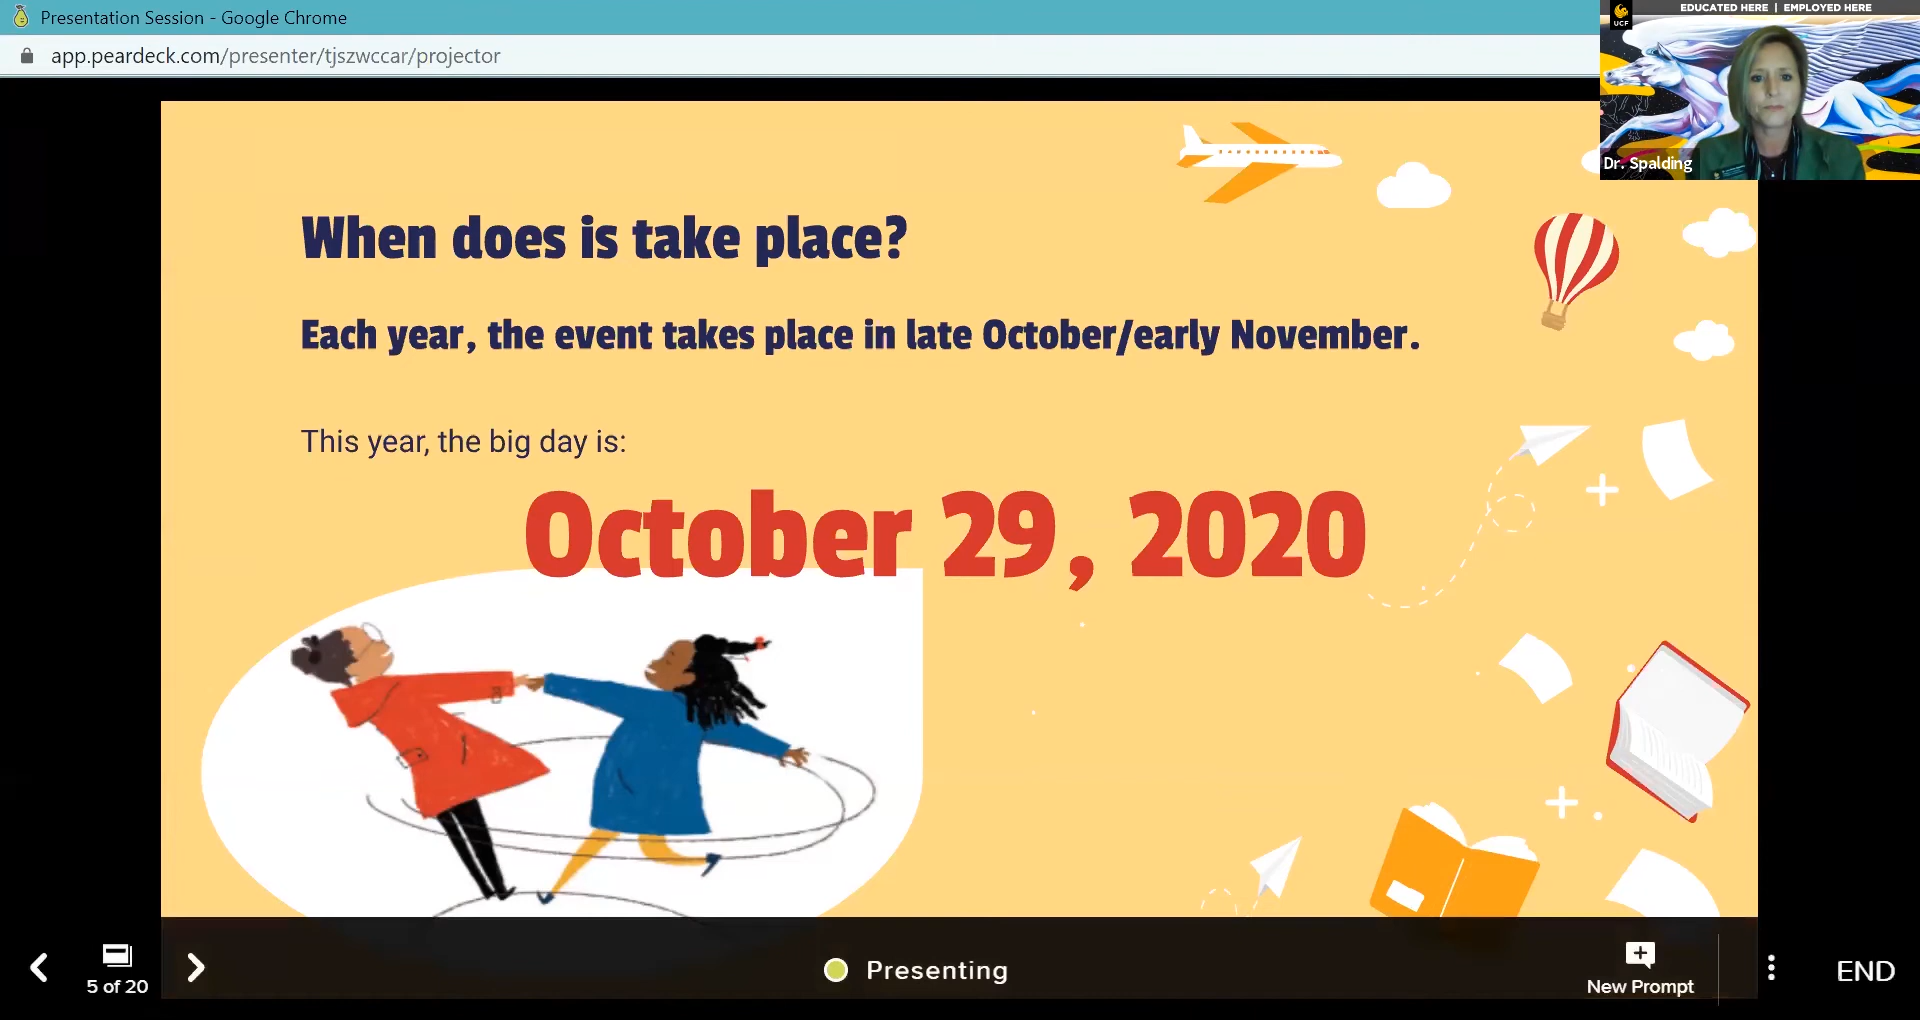 Presentation Session - Google Chrome
app.peardeck.com/presenter/tjszwccar/projector
EDUCATED HERE | EMPLOYED HERE
UCF
Dr. Spalding
When does is take place?
Each year, the event takes place in late October/early November.
This year, the big day is:
October 29, 2020
5 of 20
Presenting
New Prompt
END